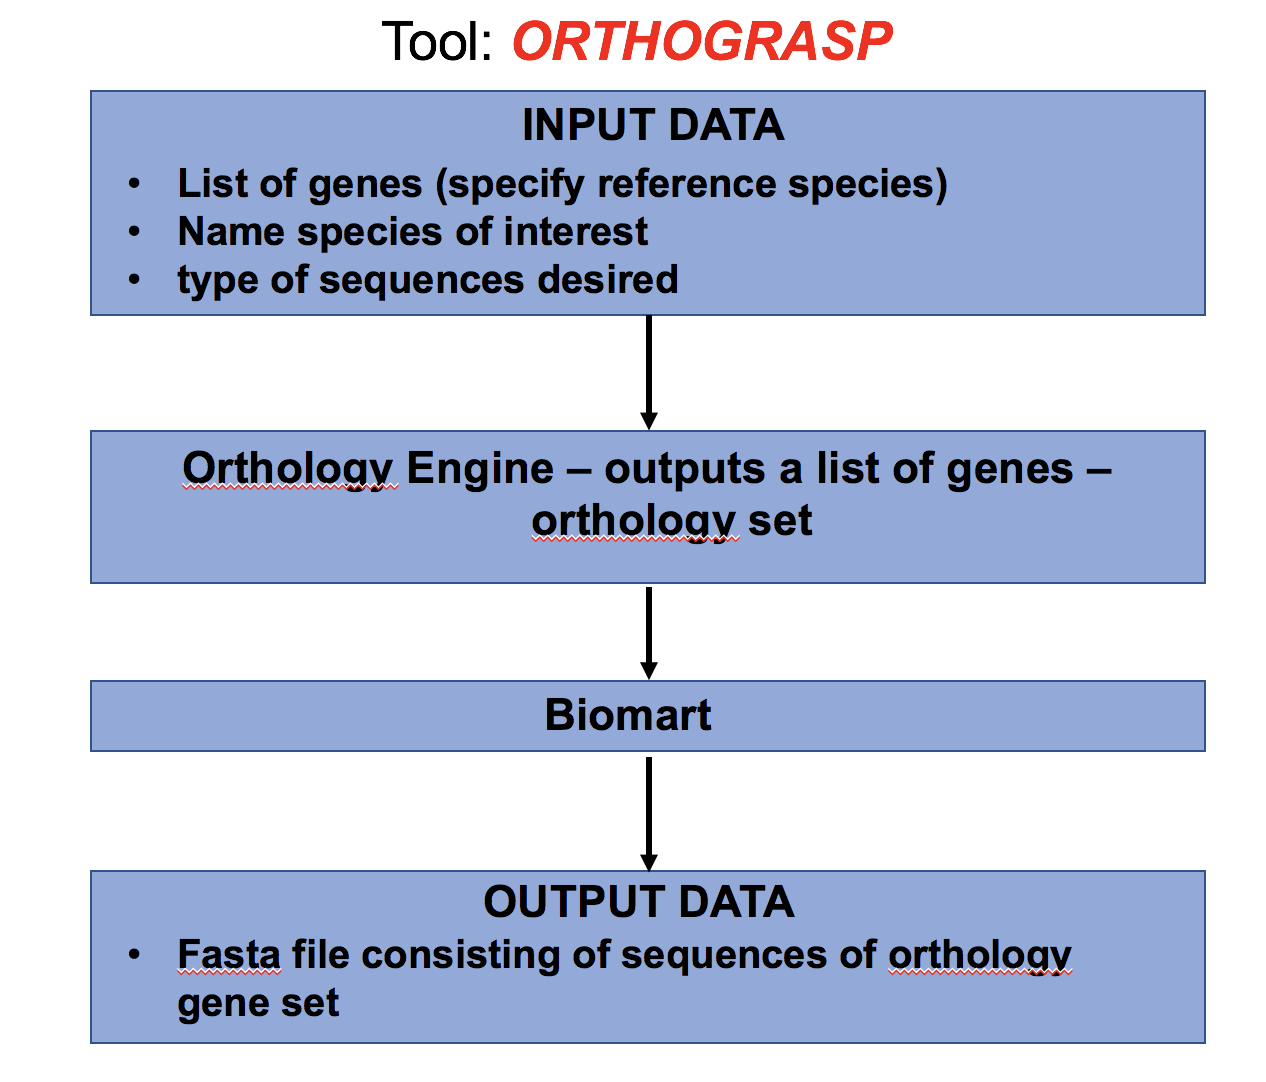 Tool: ORTHOGRASP
INPUT DATA
• List of genes (specify reference species)
• Name species of interest
• type of sequences desired
Orthology Engine – outputs a list of genes –
orthology set
Biomart
OUTPUT DATA
• Fasta file consisting of sequences of orthology
gene set